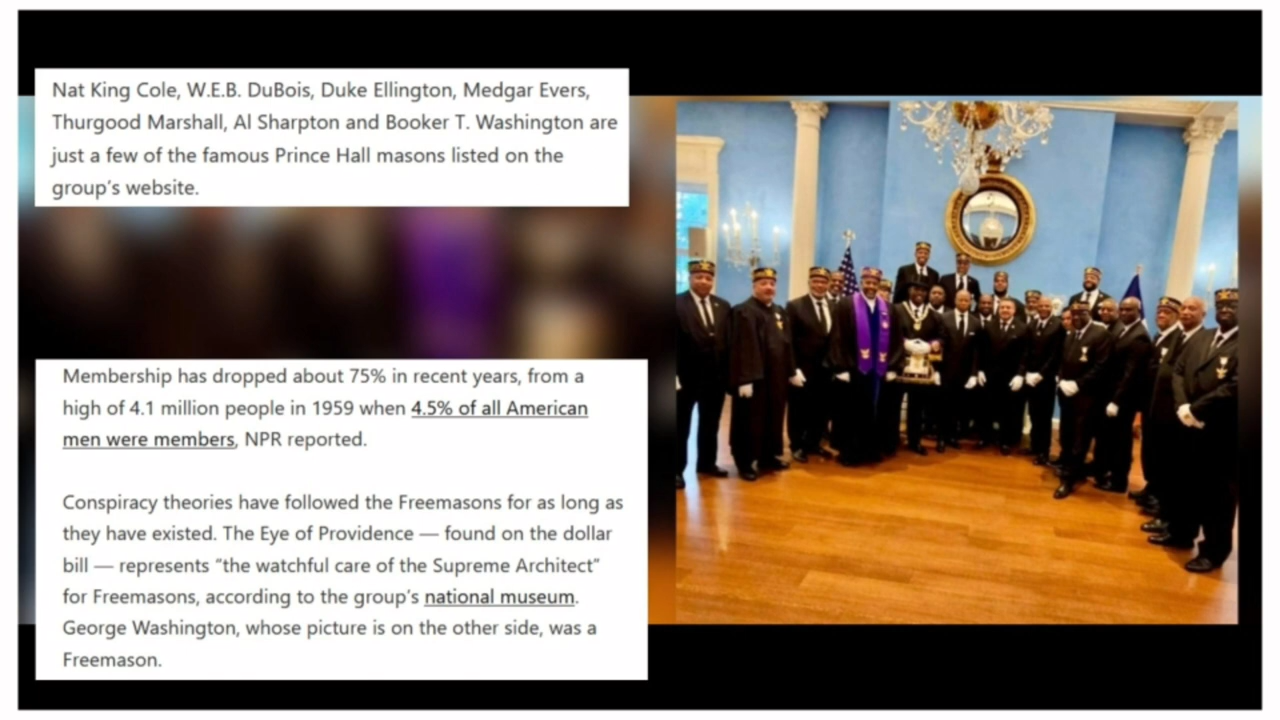 Nat King Cole, W.E.B. DuBois, Duke Ellington, Medgar Evers,
Thurgood Marshall, Al Sharpton and Booker T. Washington are
just a few of the famous Prince Hall masons listed on the
group's website.
Membership has dropped about 75% in recent years, from a
high of 4.1 million people in 1959 when 4.5% of all American
men were members, NPR reported.
Conspiracy theories have followed the Freemasons for as long as
they have existed. The Eye of Providence — found on the dollar
bill — represents “the watchful care of the Supreme Architect”
for Freemasons, according to the group's national museum.
George Washington, whose picture is on the other side, was a
Freemason.